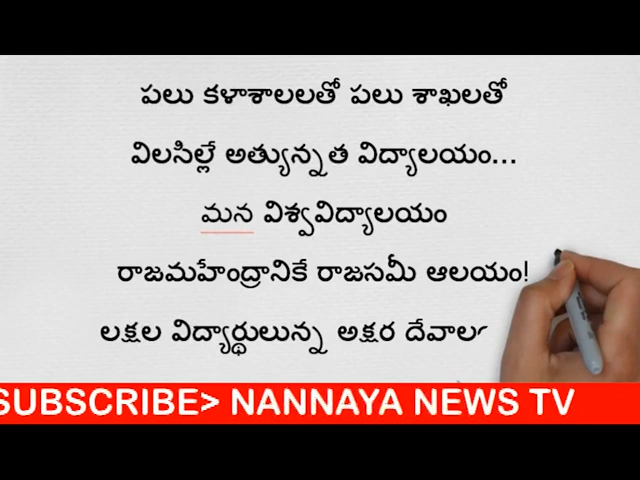 పలు కళాశాలలతో పలు శాఖలతో
విలసిల్లే అత్యున్నత విద్యాలయం...
మన విశ్వవిద్యాలయం
రాజమహేంద్రానికే రాజసమీ ఆలయం!
లక్షల విద్యార్థులున్న అక్షర
SUBSCRIBE> NANNAYA NEWS TV